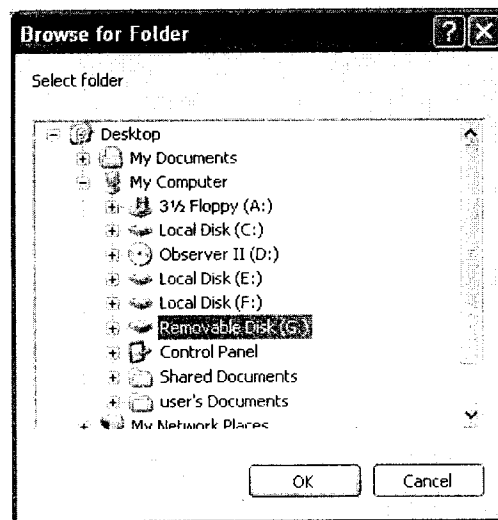 Browse for Folder
Select folder
Desktop
My Documents
My Computer
3½ Floppy (A:)
Local Disk (C:)
Observer II (D:)
Local Disk (E:)
Local Disk (F:)
Removable Disk (G:)
Control Panel
Shared Documents
user's Documents
My Network Places
OK Cancel